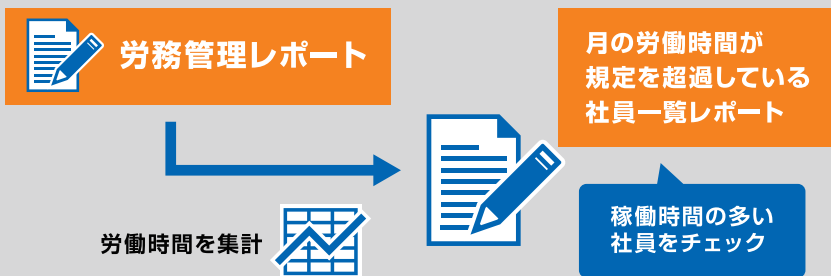 労務管理レポート
月の労働時間が
規定を超過している
社員一覧レポート
労働時間を集計
稼働時間の多い
社員をチェック